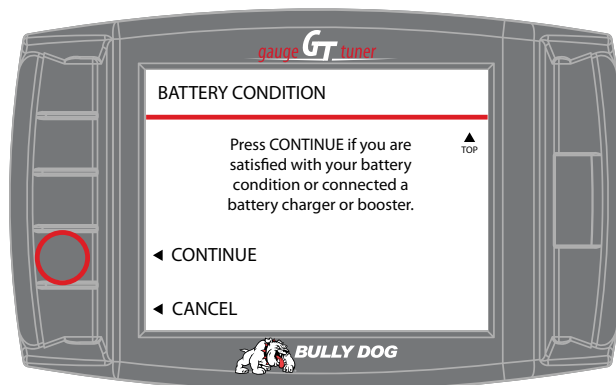 gauge GT tuner
BATTERY CONDITION
Press CONTINUE if you are
satisfied with your battery
condition or connected a
battery charger or booster.
▲
TOP
◄ CONTINUE
◄ CANCEL
BULLY DOG